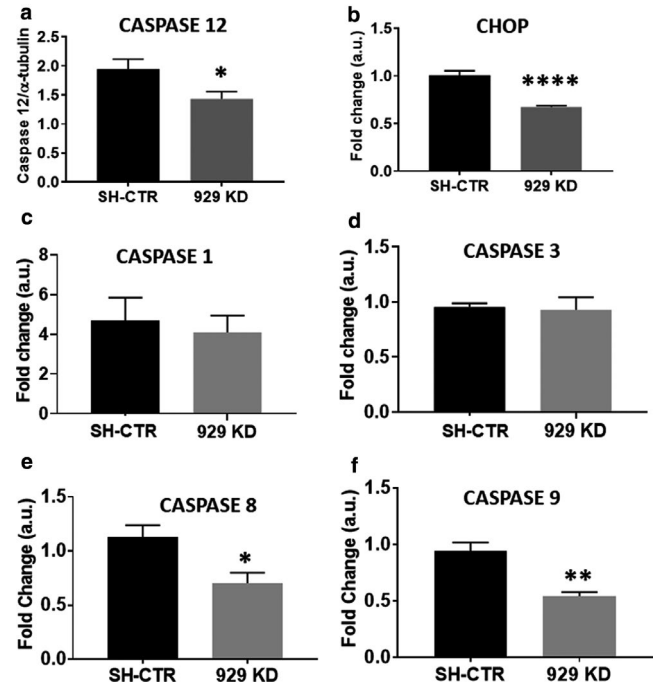 a
CASPASE 12
Caspase 12/α-tubulin
2.5
2.0
1.5
1.0
0.5
0.0
*
SH-CTR 929 KD
b
CHOP
Fold change (a.u.)
1.5
1.0
0.5
0.0
****
SH-CTR 929 KD
c
CASPASE 1
Fold change (a.u.)
8
6
4
2
0
SH-CTR 929 KD
d
CASPASE 3
Fold change (a.u.)
1.5
1.0
0.5
0.0
SH-CTR 929 KD
e
CASPASE 8
Fold Change (a.u.)
1.5
1.0
0.5
0.0
*
SH-CTR 929 KD
f
CASPASE 9
Fold Change (a.u.)
1.5
1.0
0.5
0.0
**
SH-CTR 929 KD